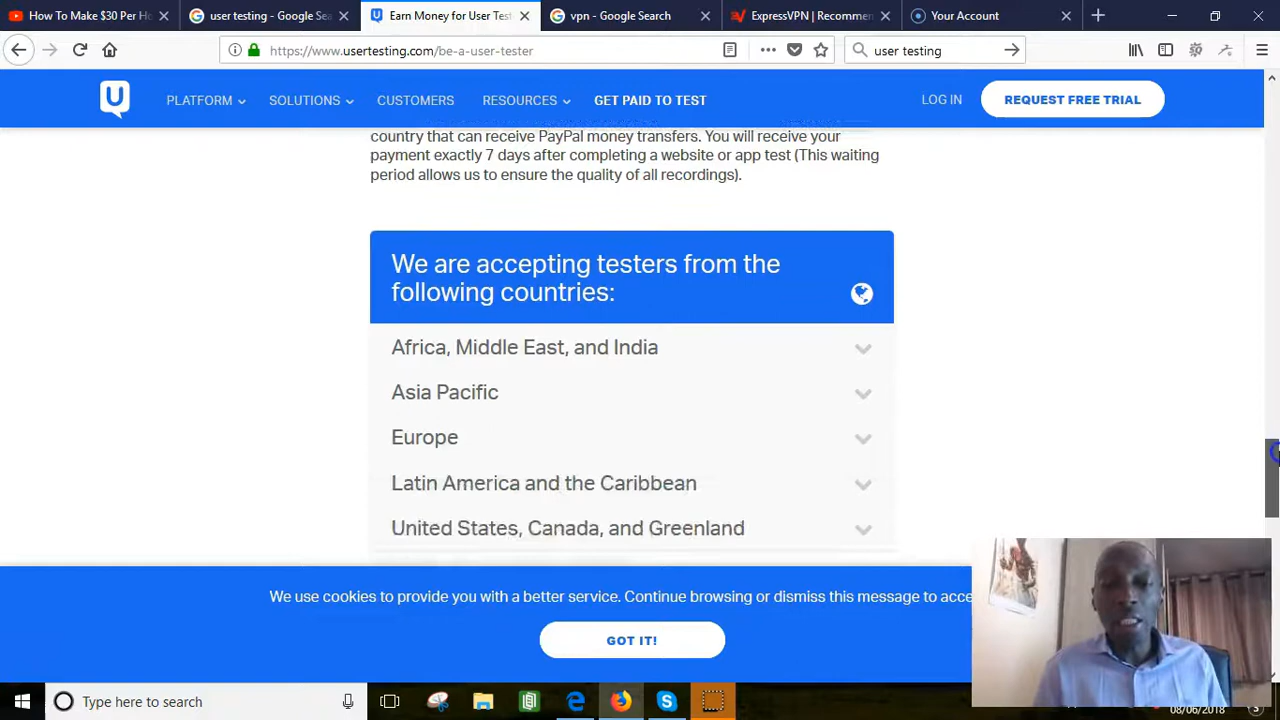 How To Make $30 Per Ho
user testing - Google Sea
Earn Money for User Test
vpn - Google Search
ExpressVPN | Recommen
Your Account
https://www.usertesting.com/be-a-user-tester
user testing
U
PLATFORM
SOLUTIONS
CUSTOMERS
RESOURCES
GET PAID TO TEST
LOG IN
REQUEST FREE TRIAL
country that can receive PayPal money transfers. You will receive your
payment exactly 7 days after completing a website or app test (This waiting
period allows us to ensure the quality of all recordings).
We are accepting testers from the
following countries:
Africa, Middle East, and India
Asia Pacific
Europe
Latin America and the Caribbean
United States, Canada, and Greenland
We use cookies to provide you with a better service. Continue browsing or dismiss this message to acce
GOT IT!
Type here to search
08/06/2018